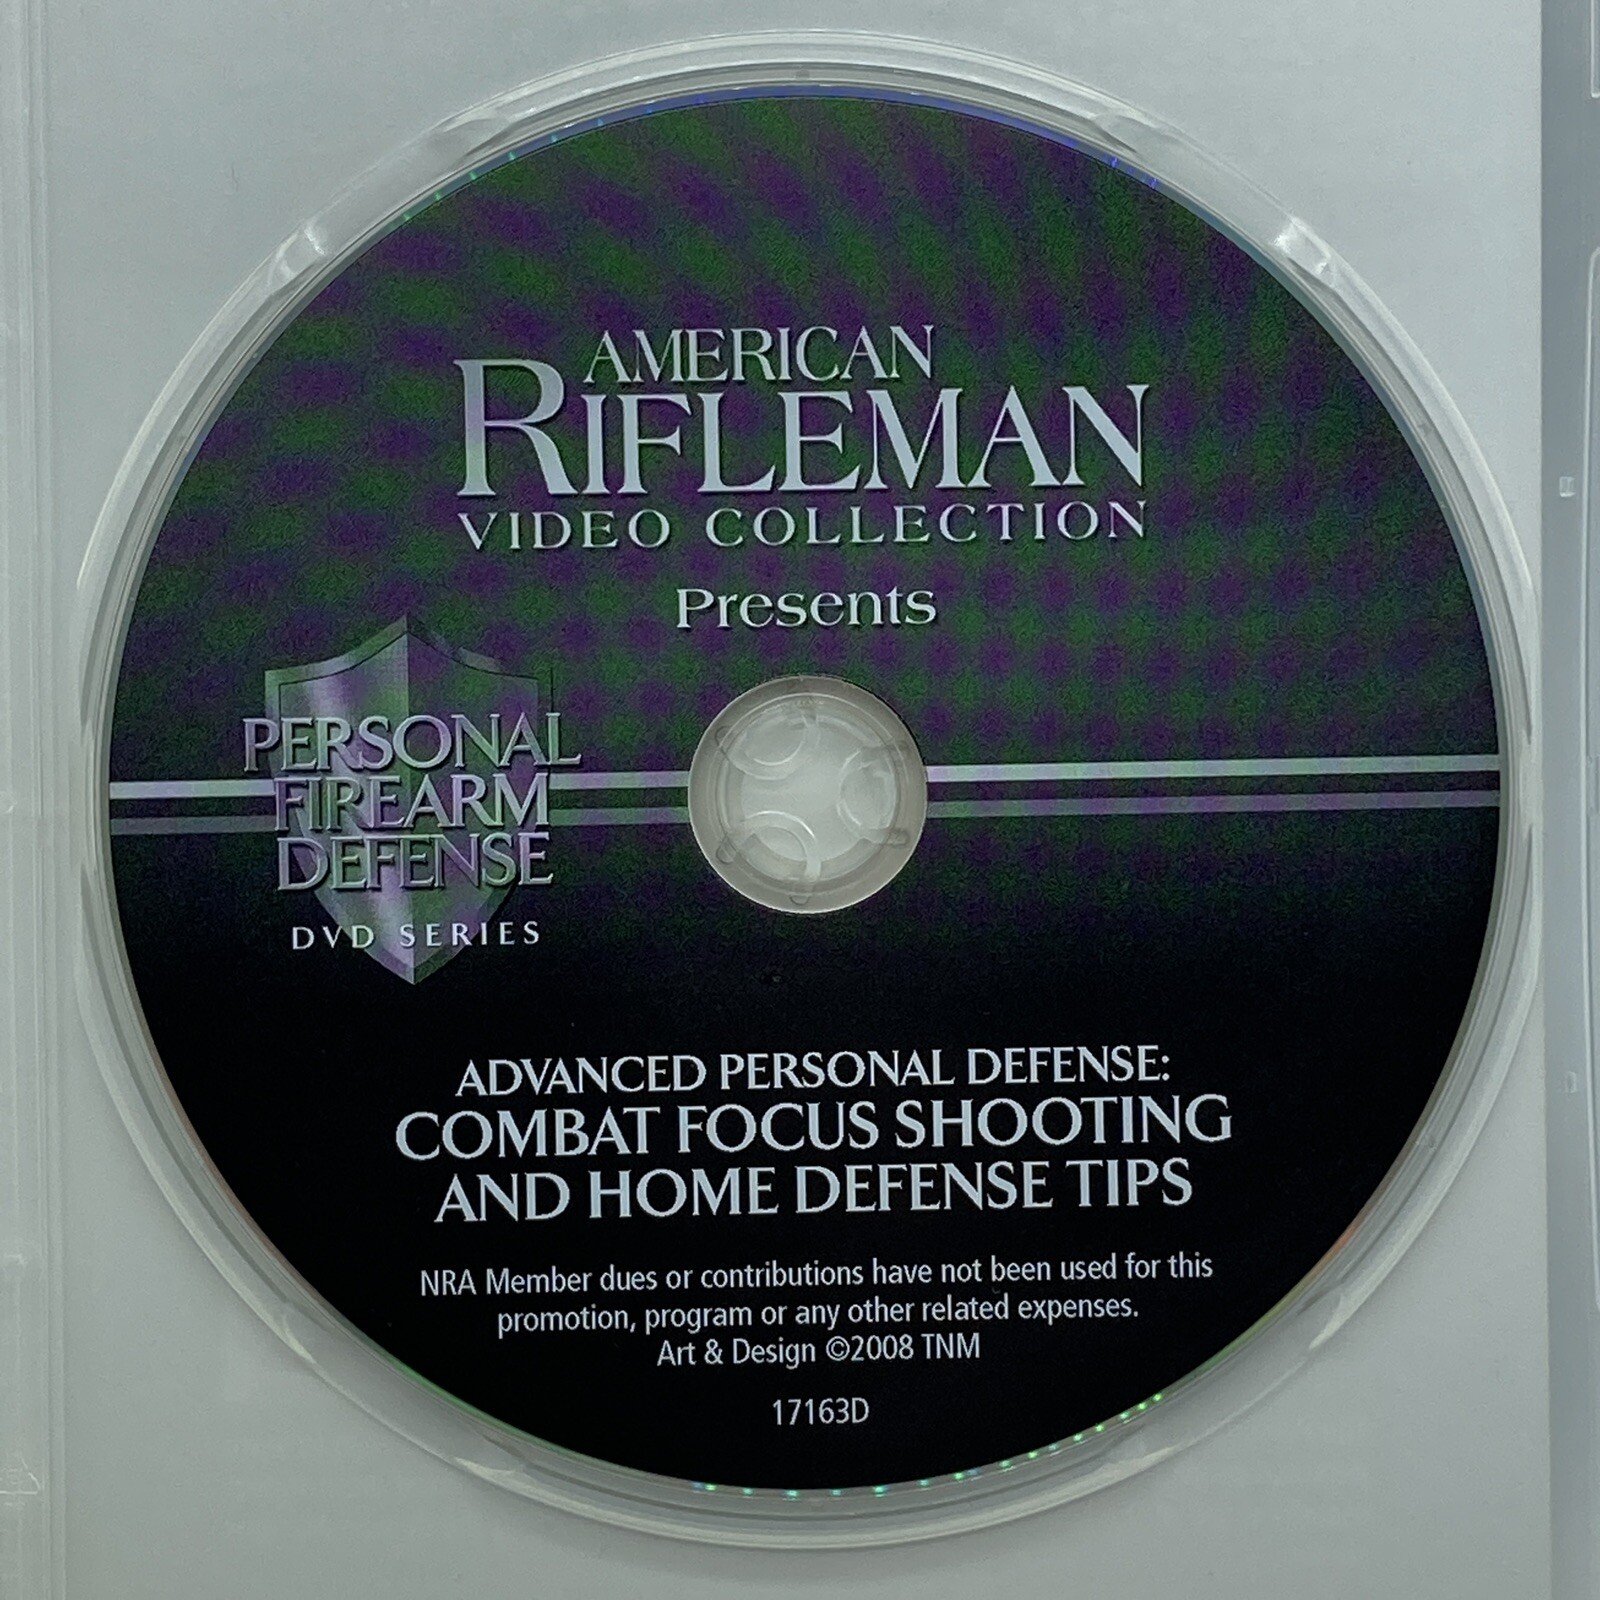 AMERICAN
RIFLEMAN
VIDEO COLLECTION
Presents
PERSONAL
FIREARM
DEFENSE
DVD SERIES
ADVANCED PERSONAL DEFENSE:
COMBAT FOCUS SHOOTING
AND HOME DEFENSE TIPS
NRA Member dues or contributions have not been used for this
promotion, program or any other related expenses.
Art & Design ©2008 TNM
17163D